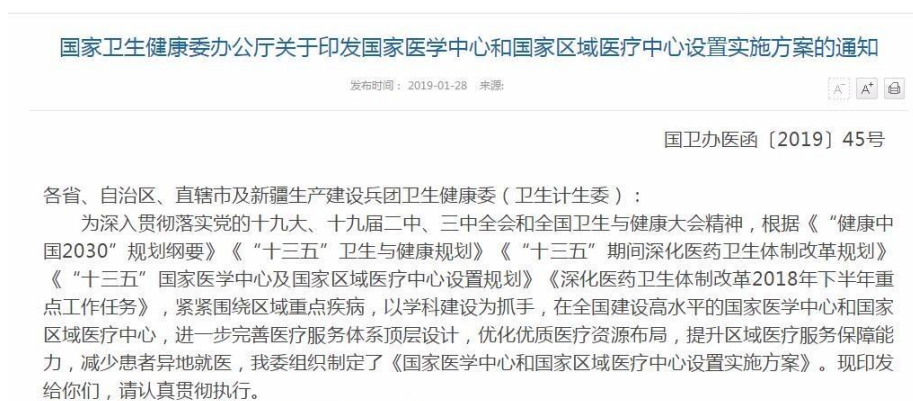 国家卫生健康委办公厅关于印发国家医学中心和国家区域医疗中心设置实施方案的通知
发布时间： 2019-01-28 来源:
A⁻ A⁺
国卫办医函〔2019〕45号
各省、自治区、直辖市及新疆生产建设兵团卫生健康委（卫生计生委）：
为深入贯彻落实党的十九大、十九届二中、三中全会和全国卫生与健康大会精神，根据《“健康中
国2030”规划纲要》《“十三五”卫生与健康规划》《“十三五”期间深化医药卫生体制改革规划》
《“十三五”国家医学中心及国家区域医疗中心设置规划》《深化医药卫生体制改革2018年下半年重
点工作任务》，紧紧围绕区域重点疾病，以学科建设为抓手，在全国建设高水平的国家医学中心和国家
区域医疗中心，进一步完善医疗服务体系顶层设计，优化优质医疗资源布局，提升区域医疗服务保障能
力，减少患者异地就医，我委组织制定了《国家医学中心和国家区域医疗中心设置实施方案》。现印发
给你们，请认真贯彻执行。